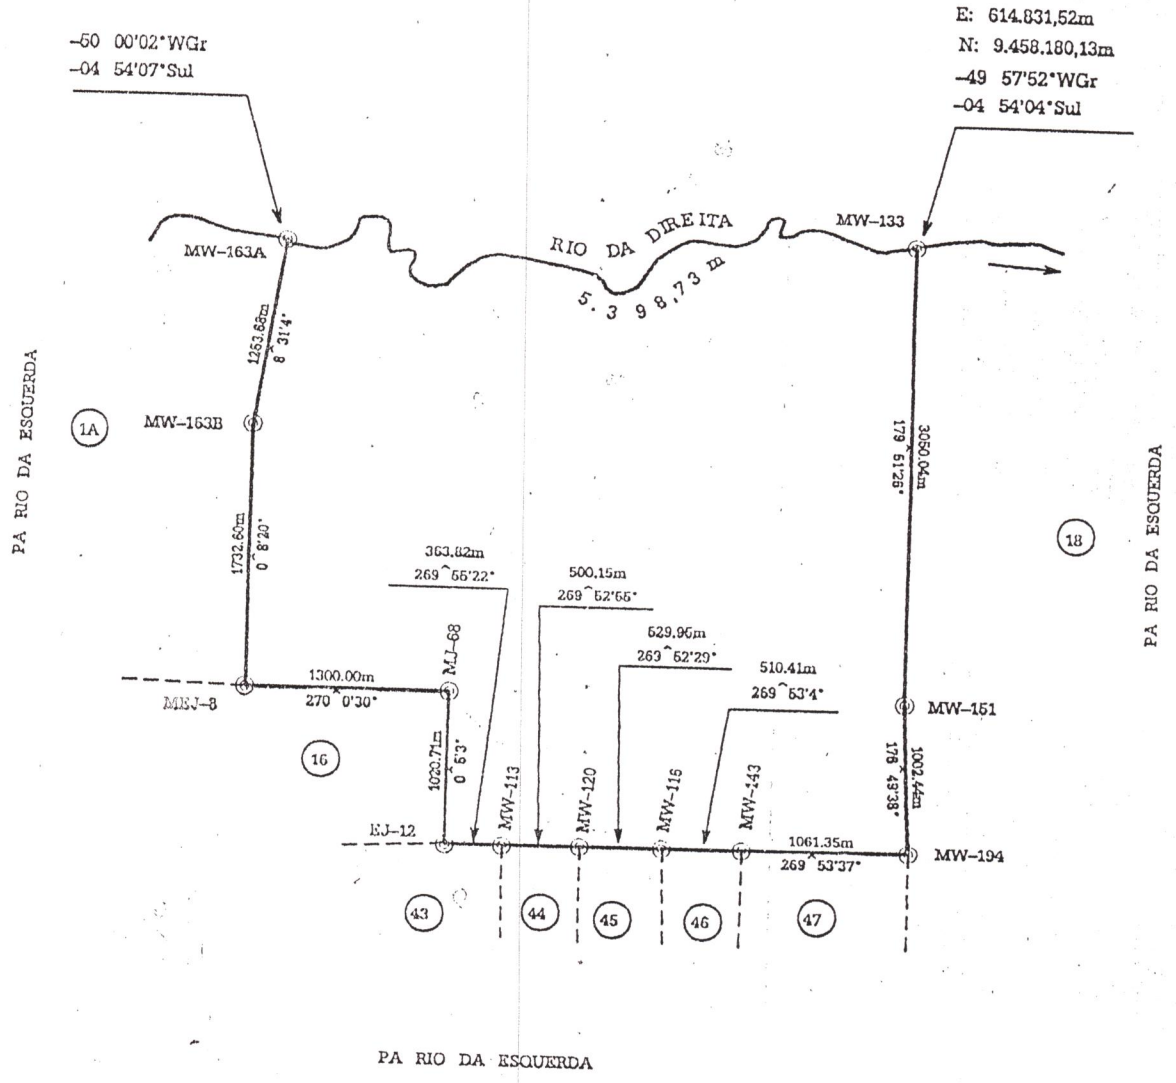 -50 00'02"WGr
-04 54'07"Sul
E: 614.831,52m
N: 9.458.180,13m
-49 57'52"WGr
-04 54'04"Sul
MW-163A
RIO DA DIREITA
5.398,73 m
MW-133
1263.68m
8^31'4"
PA RIO DA ESQUERDA
1A
MW-163B
3050.04m
179^51'26"
18
PA RIO DA ESQUERDA
1732.60m
0^8'20"
363.82m
269^55'22"
500.15m
269^52'55"
529.95m
269^52'29"
510.41m
269^53'4"
MJ-68
1300.00m
270^0'30"
MEJ-8
MW-151
16
1020.71m
0^5'3"
1002.44m
178^49'38"
MW-113
MW-120
MW-116
MW-143
EJ-12
1061.35m
269^53'37"
MW-194
43
44
45
46
47
PA RIO DA ESQUERDA